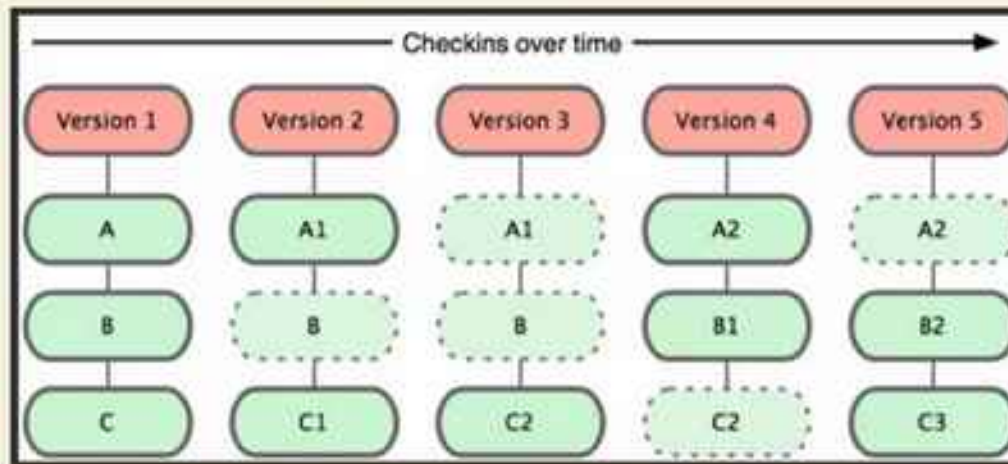 Checkins over time
Version 1 Version 2 Version 3 Version 4 Version 5
A A1 A1 A2 A2
B B B B1 B2
C C1 C2 C2 C3